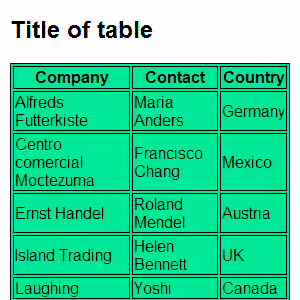 Title of table
Company Contact Country
Alfreds Maria
Futterkiste Anders Germany
Centro
comercial Francisco
Moctezuma Chang Mexico
Ernst Handel Roland
Mendel Austria
Island Trading Helen
Bennett UK
Laughing Yoshi Canada